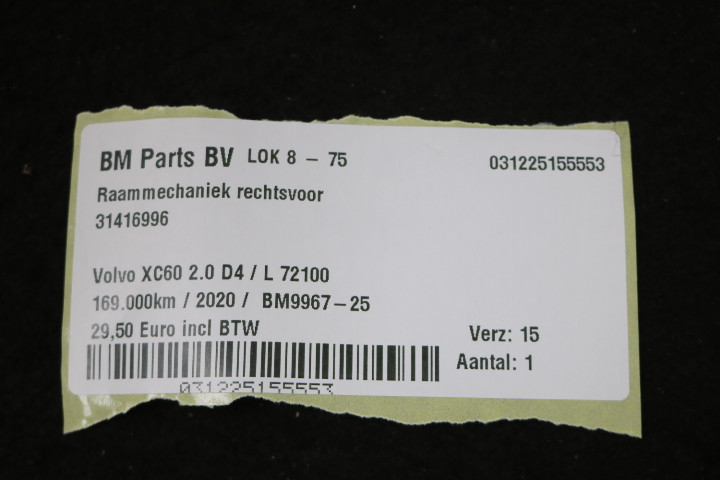 BM Parts BV LOK 8 - 75 031225155553
Raammechaniek rechtsvoor
31416996
Volvo XC60 2.0 D4 / L 72100
169.000km / 2020 / BM9967-25
29,50 Euro incl BTW
Verz: 15
Aantal: 1
031225155553